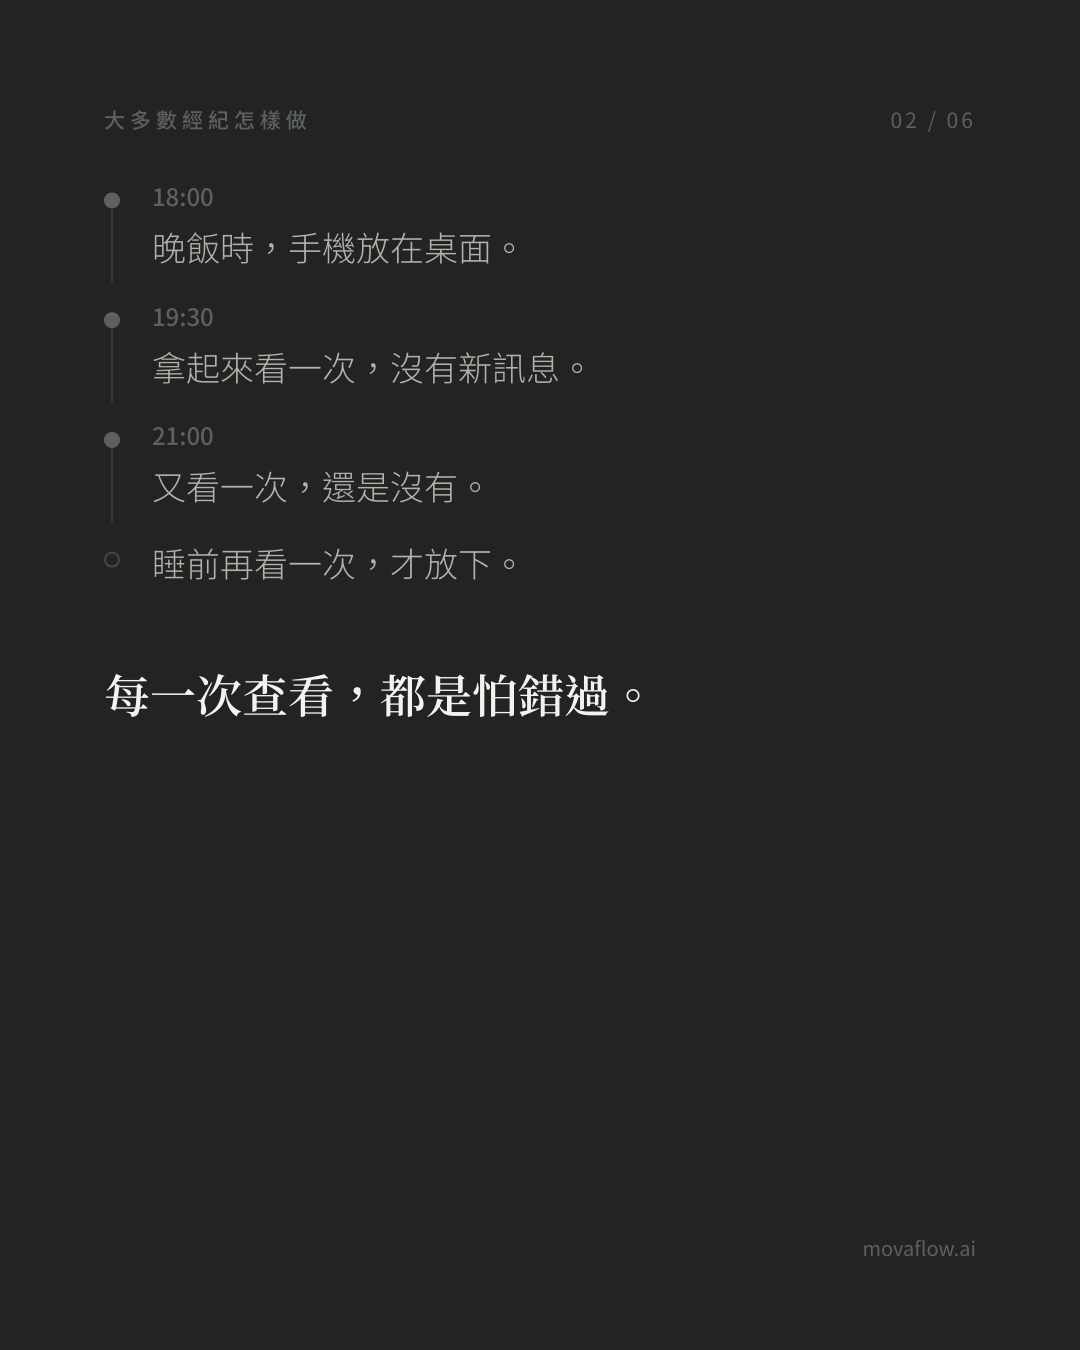 大多數經紀怎樣做
02 / 06
18:00
晚飯時，手機放在桌面。
19:30
拿起來看一次，沒有新訊息。
21:00
又看一次，還是沒有。
睡前再看一次，才放下。
每一次查看，都是怕錯過。
movaflow.ai